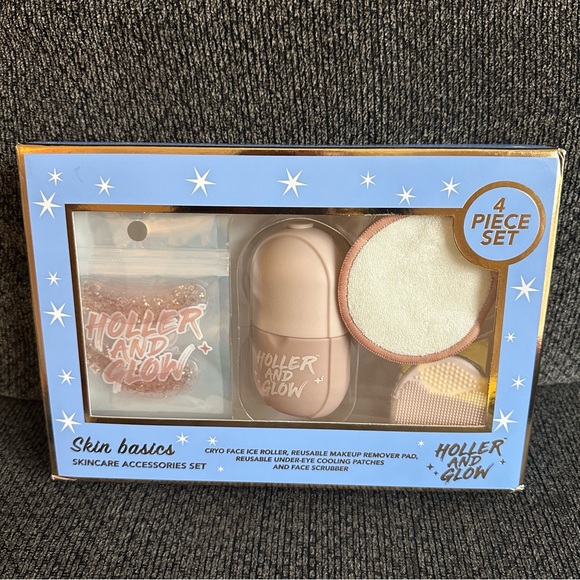 4
PIECE
SET
HOLLER
AND
GLOW
HOLLER
AND
GLOW
Skin basics
SKINCARE ACCESSORIES SET
CRYO FACE ICE ROLLER, REUSABLE MAKEUP REMOVER PAD,
REUSABLE UNDER-EYE COOLING PATCHES
AND FACE SCRUBBER
HOLLER
AND
GLOW